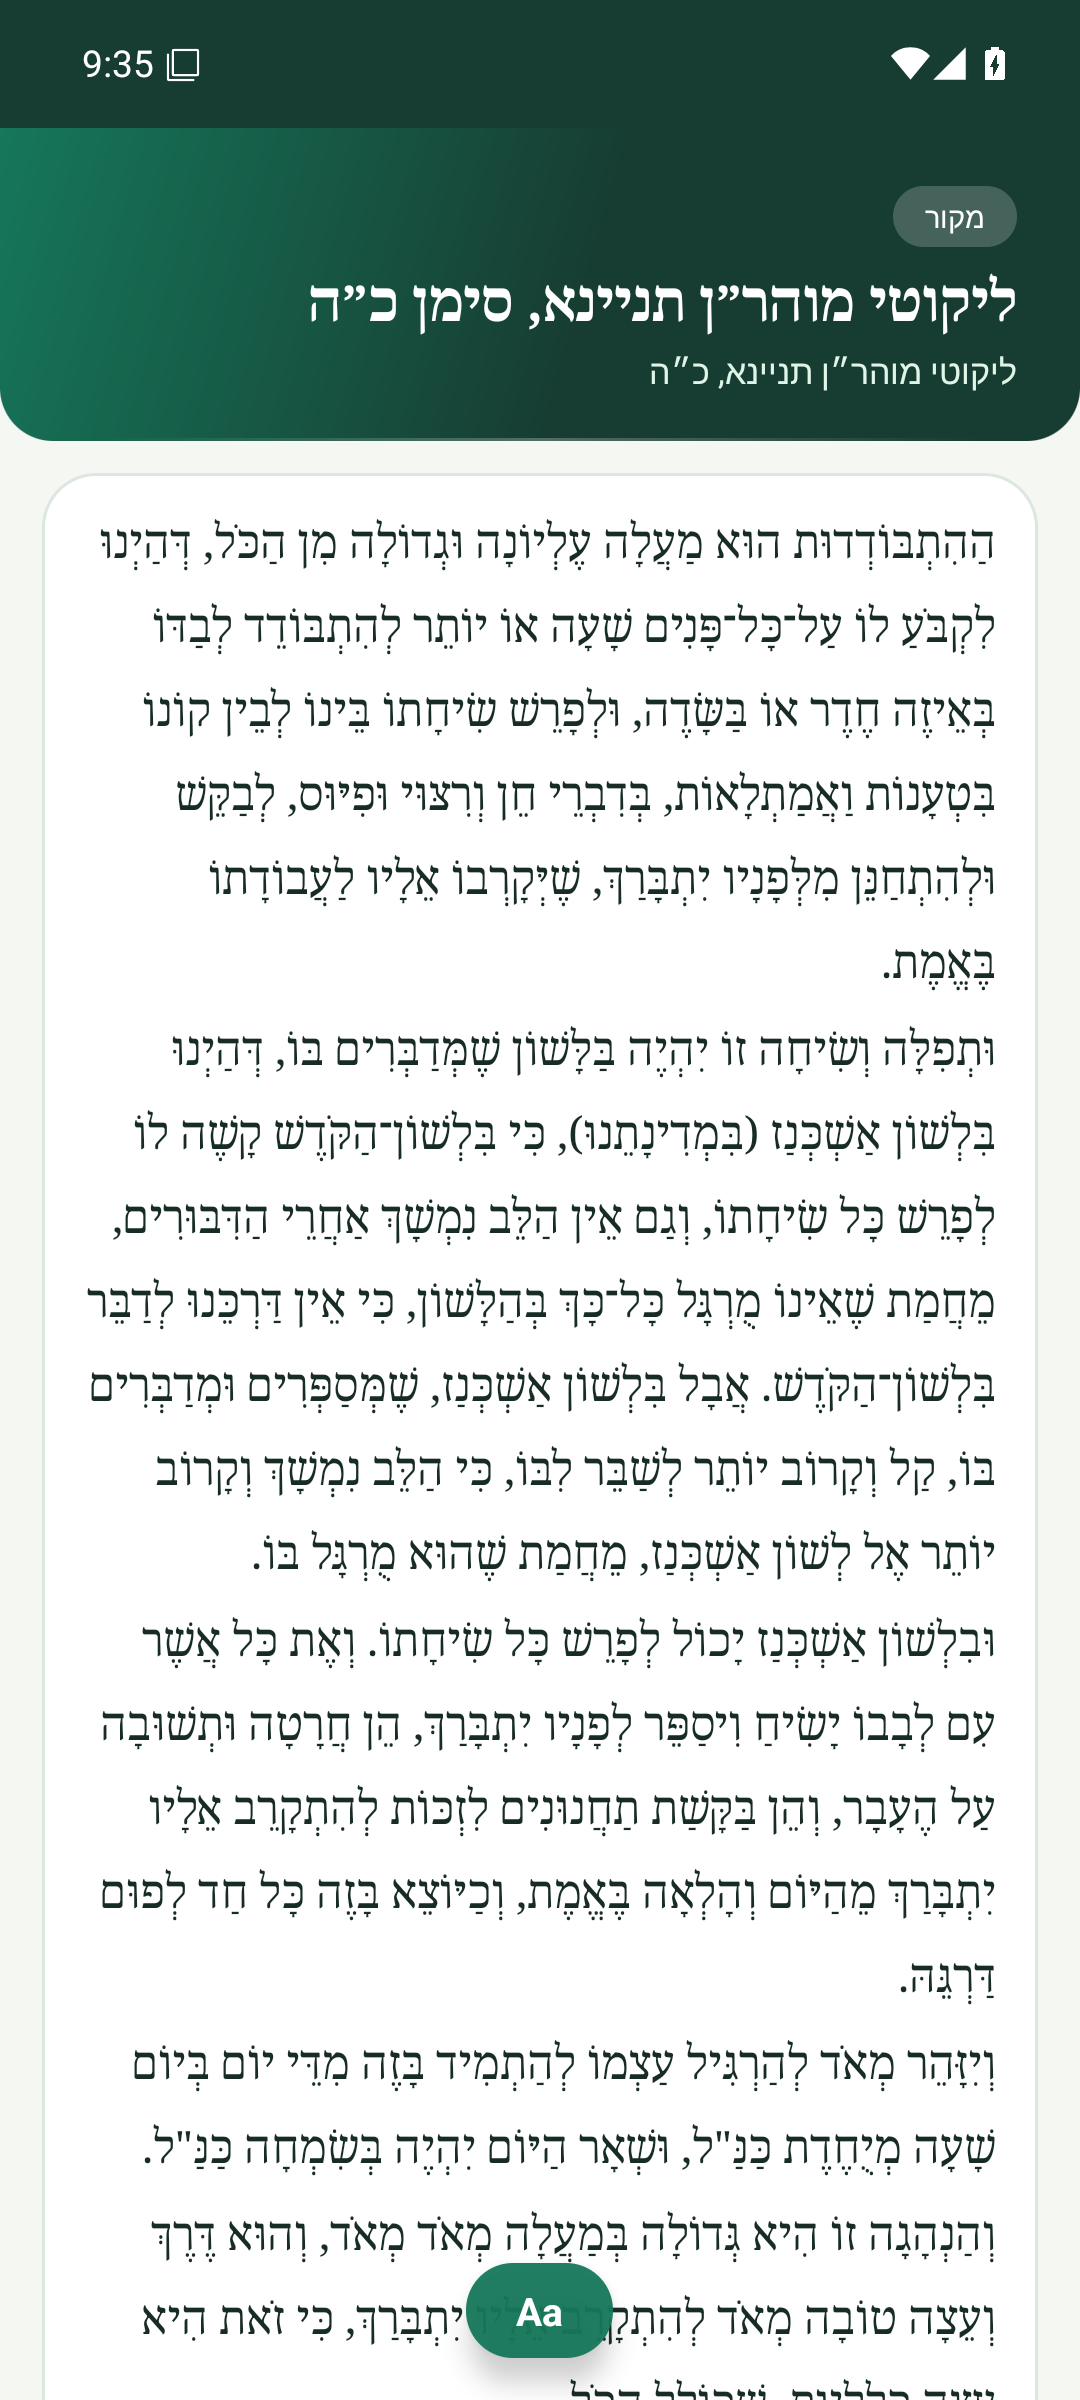 9:35
מקור
ליקוטי מוהר״ן תניינא, סימן כ״ה
ליקוטי מוהר״ן תניינא, כ״ה
הַהִתְבּוֹדְדוּת הוּא מַעֲלָה עֶלְיוֹנָה וּגְדוֹלָה מִן הַכֹּל, דְּהַיְנוּ
לִקְבֹּעַ לוֹ עַל־כָּל־פָּנִים שָׁעָה אוֹ יוֹתֵר לְהִתְבּוֹדֵד לְבַדּוֹ
בְּאֵיזֶה חֶדֶר אוֹ בַּשָּׂדֶה, וּלְפָרֵשׁ שִׂיחָתוֹ בֵּינוֹ לְבֵין קוֹנוֹ
בִּטְעָנוֹת וַאֲמַתְלָאוֹת, בְּדִבְרֵי חֵן וְרִצּוּי וּפִיּוּס, לְבַקֵּשׁ
וּלְהִתְחַנֵּן מִלְּפָנָיו יִתְבָּרַךְ, שֶׁיְּקָרְבוֹ אֵלָיו לַעֲבוֹדָתוֹ
בֶּאֱמֶת.
וּתְפִלָּה וְשִׂיחָה זוֹ יִהְיֶה בַּלָּשׁוֹן שֶׁמְּדַבְּרִים בּוֹ, דְּהַיְנוּ
בִּלְשׁוֹן אַשְׁכְּנַז (בִּמְדִינָתֵנוּ), כִּי בִּלְשׁוֹן־הַקֹּדֶשׁ קָשֶׁה לוֹ
לְפָרֵשׁ כָּל שִׂיחָתוֹ, וְגַם אֵין הַלֵּב נִמְשָׁךְ אַחֲרֵי הַדִּבּוּרִים,
מֵחֲמַת שֶׁאֵינוֹ מֻרְגָּל כָּל־כָּךְ בְּהַלָּשׁוֹן, כִּי אֵין דַּרְכֵּנוּ לְדַבֵּר
בִּלְשׁוֹן־הַקֹּדֶשׁ. אֲבָל בִּלְשׁוֹן אַשְׁכְּנַז, שֶׁמְּסַפְּרִים וּמְדַבְּרִים
בּוֹ, קַל וְקָרוֹב יוֹתֵר לְשַׁבֵּר לִבּוֹ, כִּי הַלֵּב נִמְשָׁךְ וְקָרוֹב
יוֹתֵר אֶל לְשׁוֹן אַשְׁכְּנַז, מֵחֲמַת שֶׁהוּא מֻרְגָּל בּוֹ.
וּבִלְשׁוֹן אַשְׁכְּנַז יָכוֹל לְפָרֵשׁ כָּל שִׂיחָתוֹ. וְאֶת כָּל אֲשֶׁר
עִם לְבָבוֹ יָשִׂיחַ וִיסַפֵּר לְפָנָיו יִתְבָּרַךְ, הֵן חֲרָטָה וּתְשׁוּבָה
עַל הֶעָבָר, וְהֵן בַּקָּשַׁת תַּחֲנוּנִים לִזְכּוֹת לְהִתְקָרֵב אֵלָיו
יִתְבָּרַךְ מֵהַיּוֹם וְהָלְאָה בֶּאֱמֶת, וְכַיּוֹצֵא בָּזֶה כָּל חַד לְפוּם
דַּרְגֵּהּ.
וְיִזָּהֵר מְאֹד לְהַרְגִּיל עַצְמוֹ לְהַתְמִיד בָּזֶה מִדֵּי יוֹם בְּיוֹם
שָׁעָה מְיֻחֶדֶת כַּנַּ"ל, וּשְׁאָר הַיּוֹם יִהְיֶה בְּשִׂמְחָה כַּנַּ"ל.
וְהַנְהָגָה זוֹ הִיא גְּדוֹלָה בְּמַעֲלָה מְאֹד מְאֹד, וְהוּא דֶּרֶךְ
וְעֵצָה טוֹבָה מְאֹד לְהִתְקָרֵב אֵלָיו יִתְבָּרַךְ, כִּי זֹאת הִיא
Aa